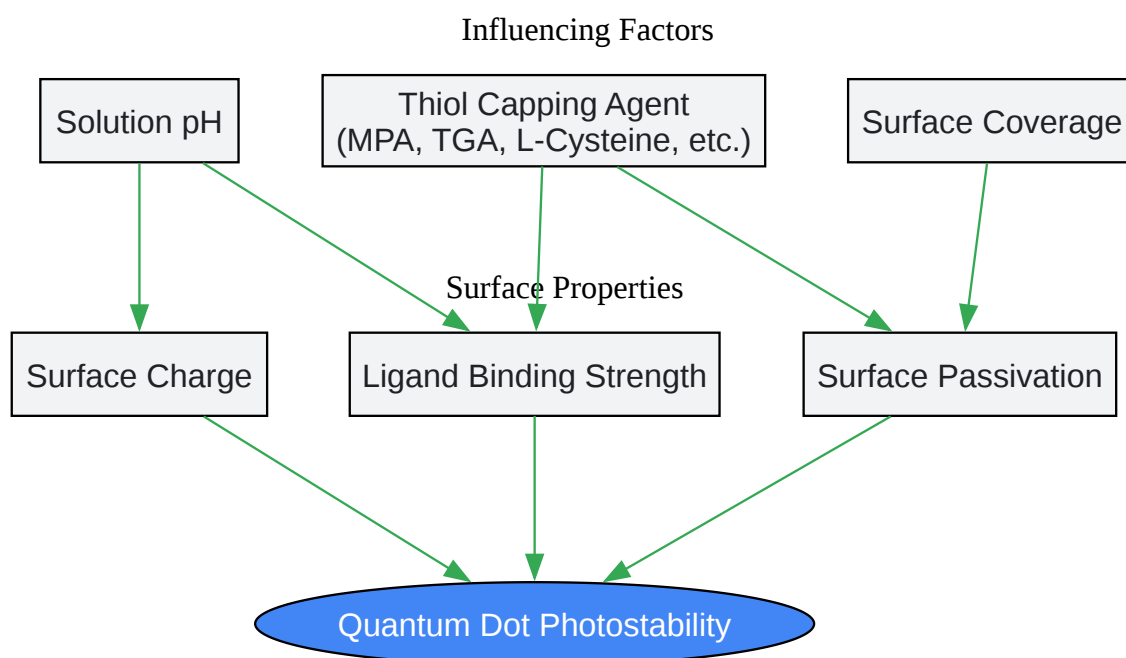 Influencing Factors
Solution pH
Thiol Capping Agent
(MPA, TGA, L-Cysteine, etc.)
Surface Coverage
Surface Properties
Surface Charge
Ligand Binding Strength
Surface Passivation
Quantum Dot Photostability